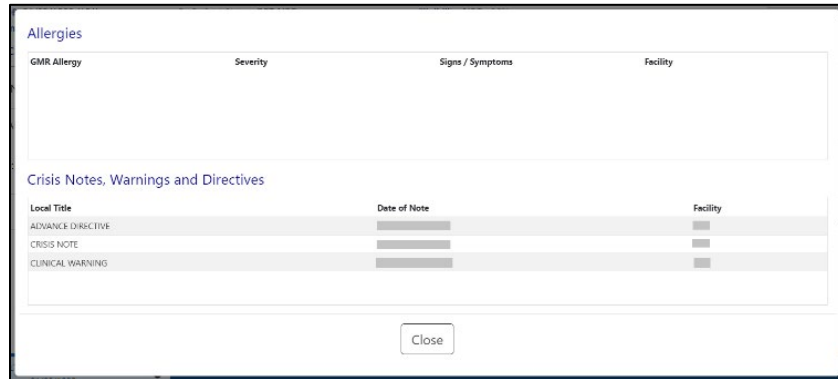 Allergies
GMR Allergy Severity Signs / Symptoms Facility
Crisis Notes, Warnings and Directives
Local Title Date of Note Facility
ADVANCE DIRECTIVE
CRISIS NOTE
CLINICAL WARNING
Close